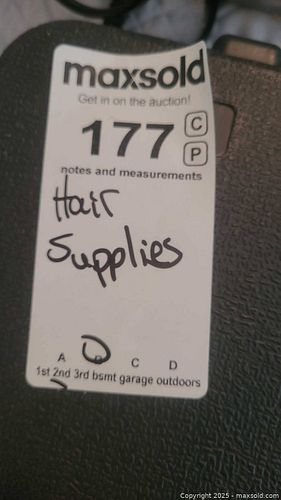 maxsold
Get in on the auction!
177 C
P
notes and measurements
Hair
Supplies
A B C D
1st 2nd 3rd bsmt garage outdoors
Copyright 2025 - maxsold.com